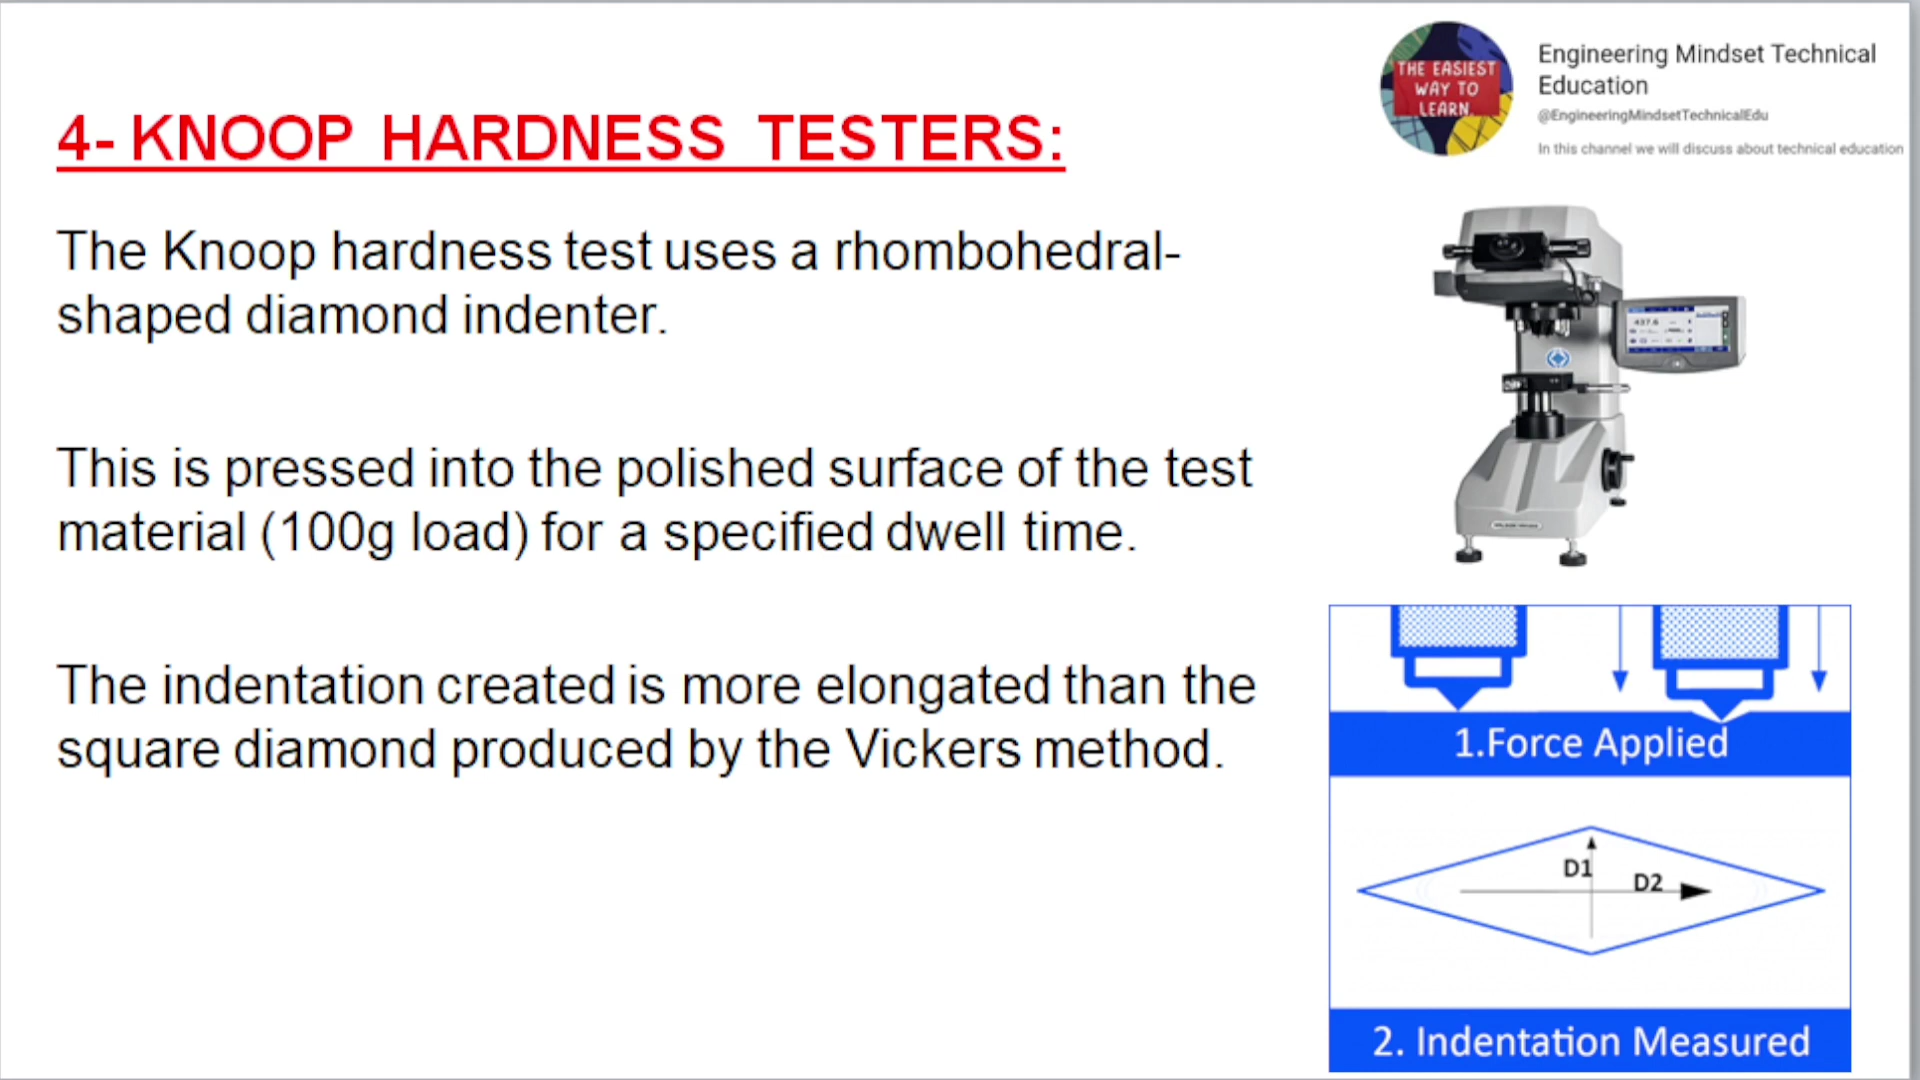 THE EASIEST
WAY TO
LEARN.
Engineering Mindset Technical
Education
@EngineeringMindsetTechnicalEdu
In this channel we will discuss about technical education
4- KNOOP HARDNESS TESTERS:
The Knoop hardness test uses a rhombohedral-
shaped diamond indenter.
This is pressed into the polished surface of the test
material (100g load) for a specified dwell time.
The indentation created is more elongated than the
square diamond produced by the Vickers method.
437.6
1.Force Applied
D1
D2
2. Indentation Measured